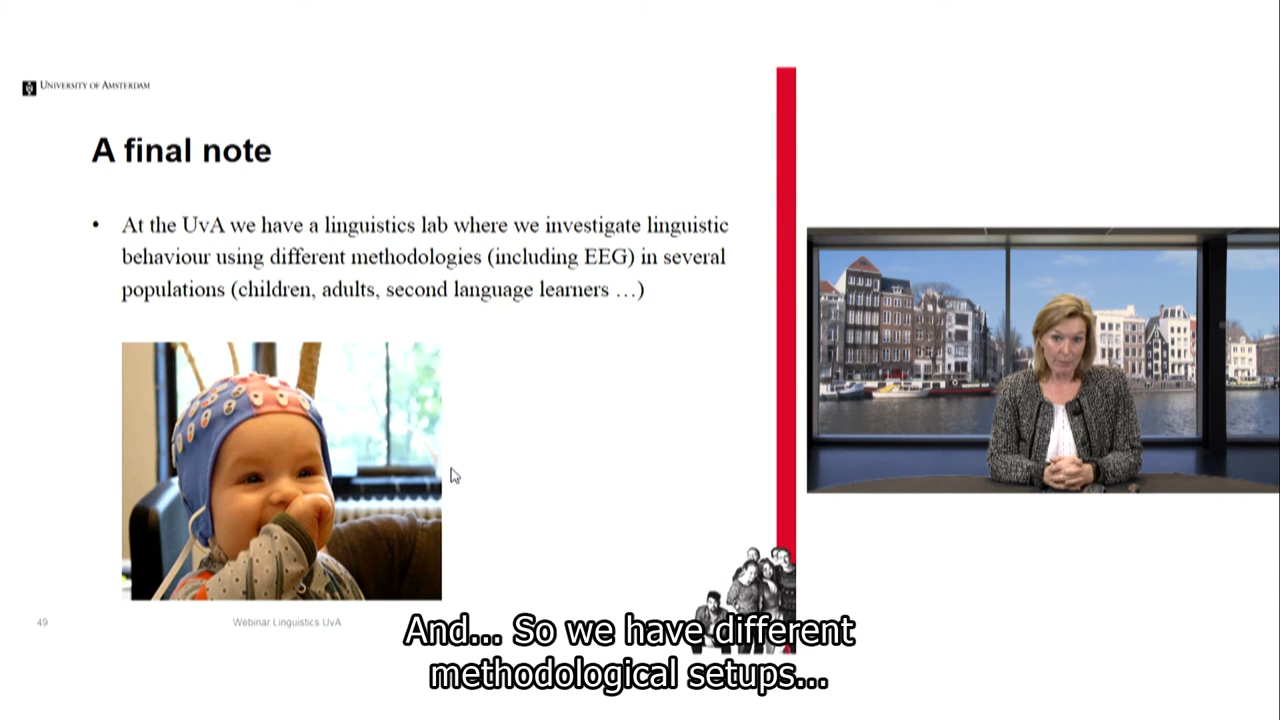 UNIVERSITY OF AMSTERDAM
A final note
• At the UvA we have a linguistics lab where we investigate linguistic
behaviour using different methodologies (including EEG) in several
populations (children, adults, second language learners …)
49
Webinar Linguistics UvA
And... So we have different
methodological setups...